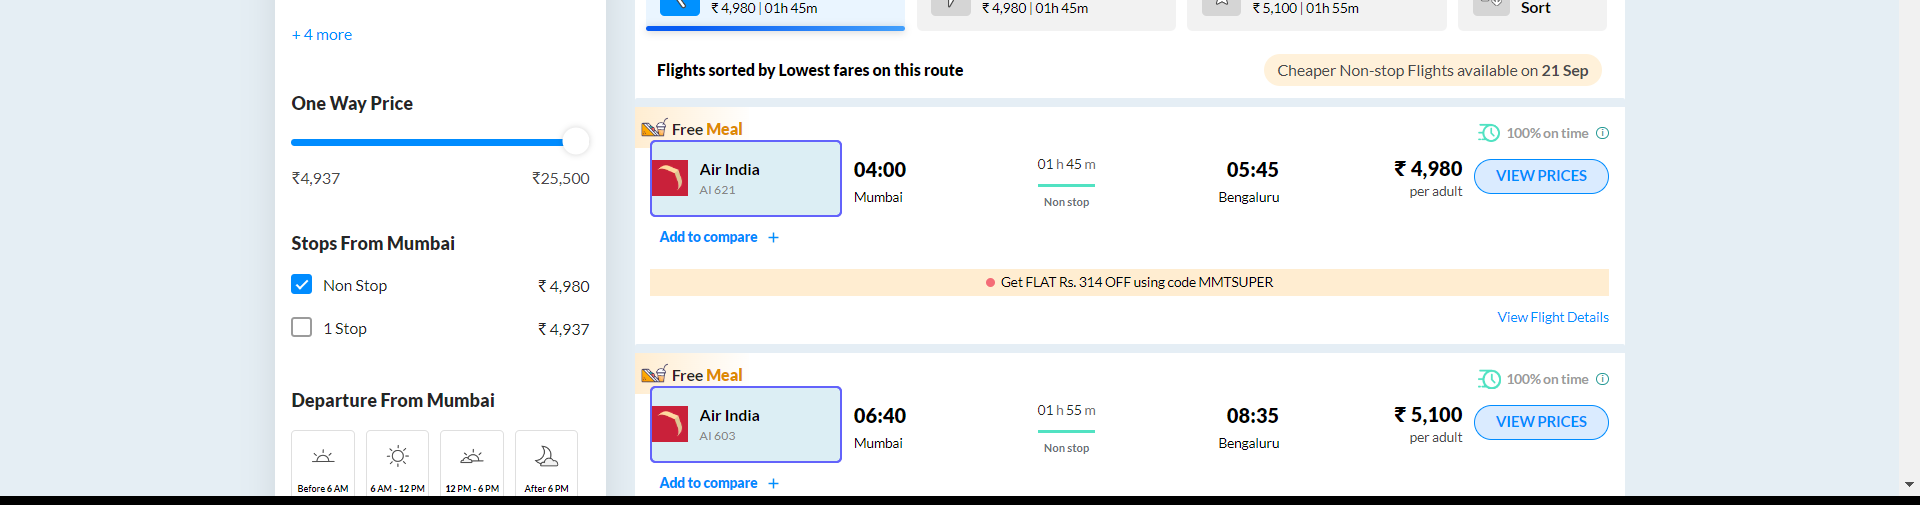 ₹ 4,980 | 01h 45m
₹ 4,980 | 01h 45m
₹ 5,100 | 01h 55m
Sort
+ 4 more
Flights sorted by Lowest fares on this route
Cheaper Non-stop Flights available on 21 Sep
One Way Price
₹4,937
₹25,500
Stops From Mumbai
Non Stop
₹ 4,980
1 Stop
₹ 4,937
Departure From Mumbai
Before 6 AM
6 AM - 12 PM
12 PM - 6 PM
After 6 PM
Free Meal
100% on time
Air India
AI 621
04:00
Mumbai
01 h 45 m
Non stop
05:45
Bengaluru
₹ 4,980
per adult
VIEW PRICES
Add to compare +
Get FLAT Rs. 314 OFF using code MMTSUPER
View Flight Details
Free Meal
100% on time
Air India
AI 603
06:40
Mumbai
01 h 55 m
Non stop
08:35
Bengaluru
₹ 5,100
per adult
VIEW PRICES
Add to compare +